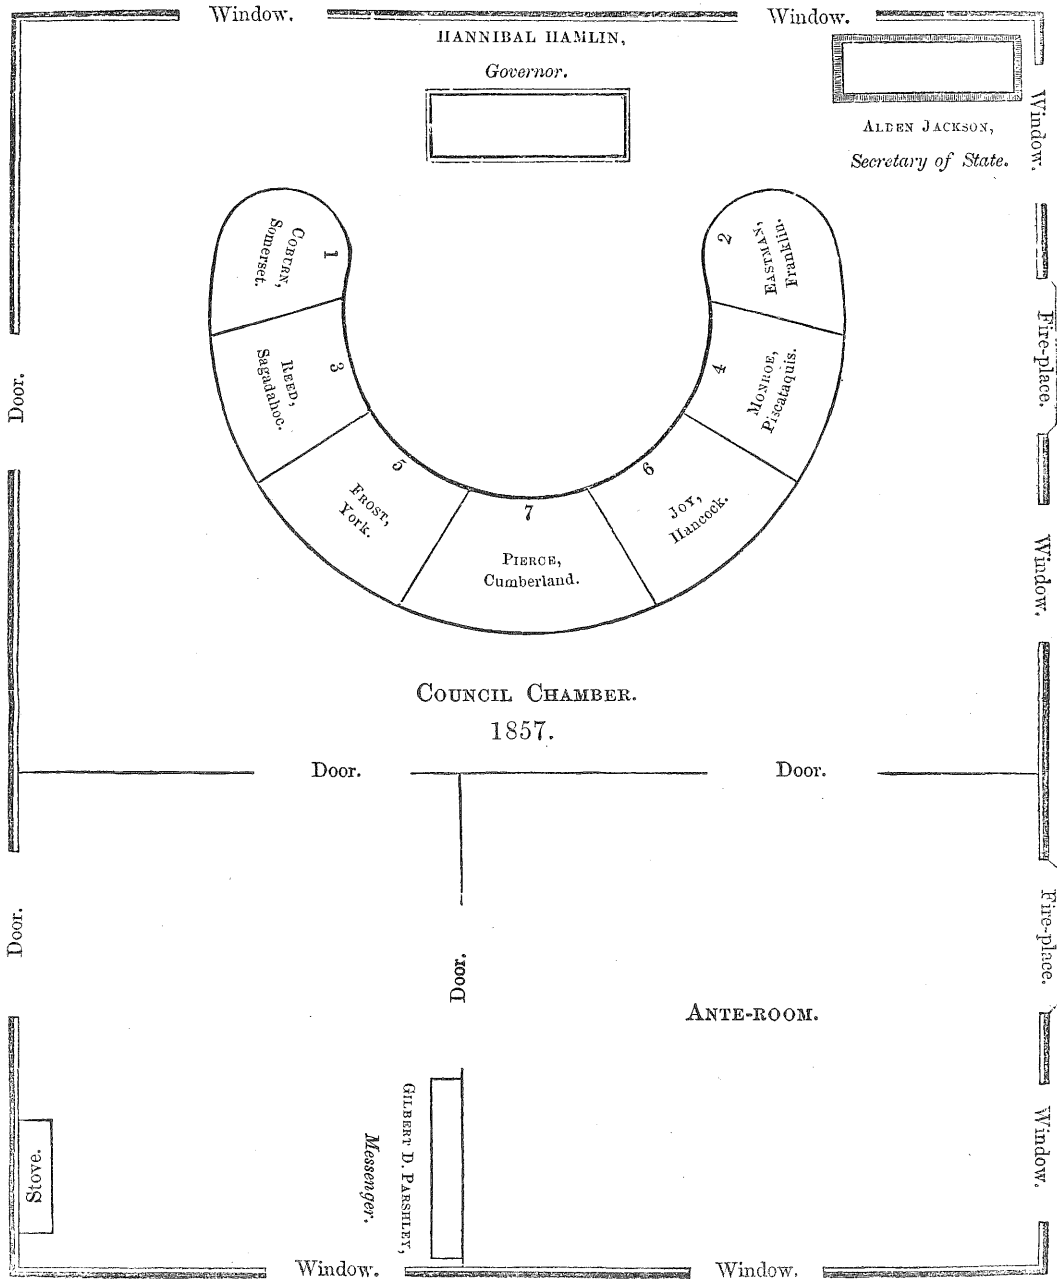 Window.
Window.
HANNIBAL HAMLIN,
Governor.
ALDEN JACKSON,
Secretary of State.
Window.
1
COBURN,
Somerset.
2
EASTMAN,
Franklin.
3
REED,
Sagadahoc.
4
MONROE,
Piscataquis.
Fire-place.
Door.
5
FROST,
York.
6
JOY,
Hancock.
7
PIERCE,
Cumberland.
Window.
COUNCIL CHAMBER.
1857.
Door.
Door.
Door.
Door.
Fire-place.
ANTE-ROOM.
GILBERT D. PARSHLEY,
Messenger.
Stove.
Window.
Window.
Window.